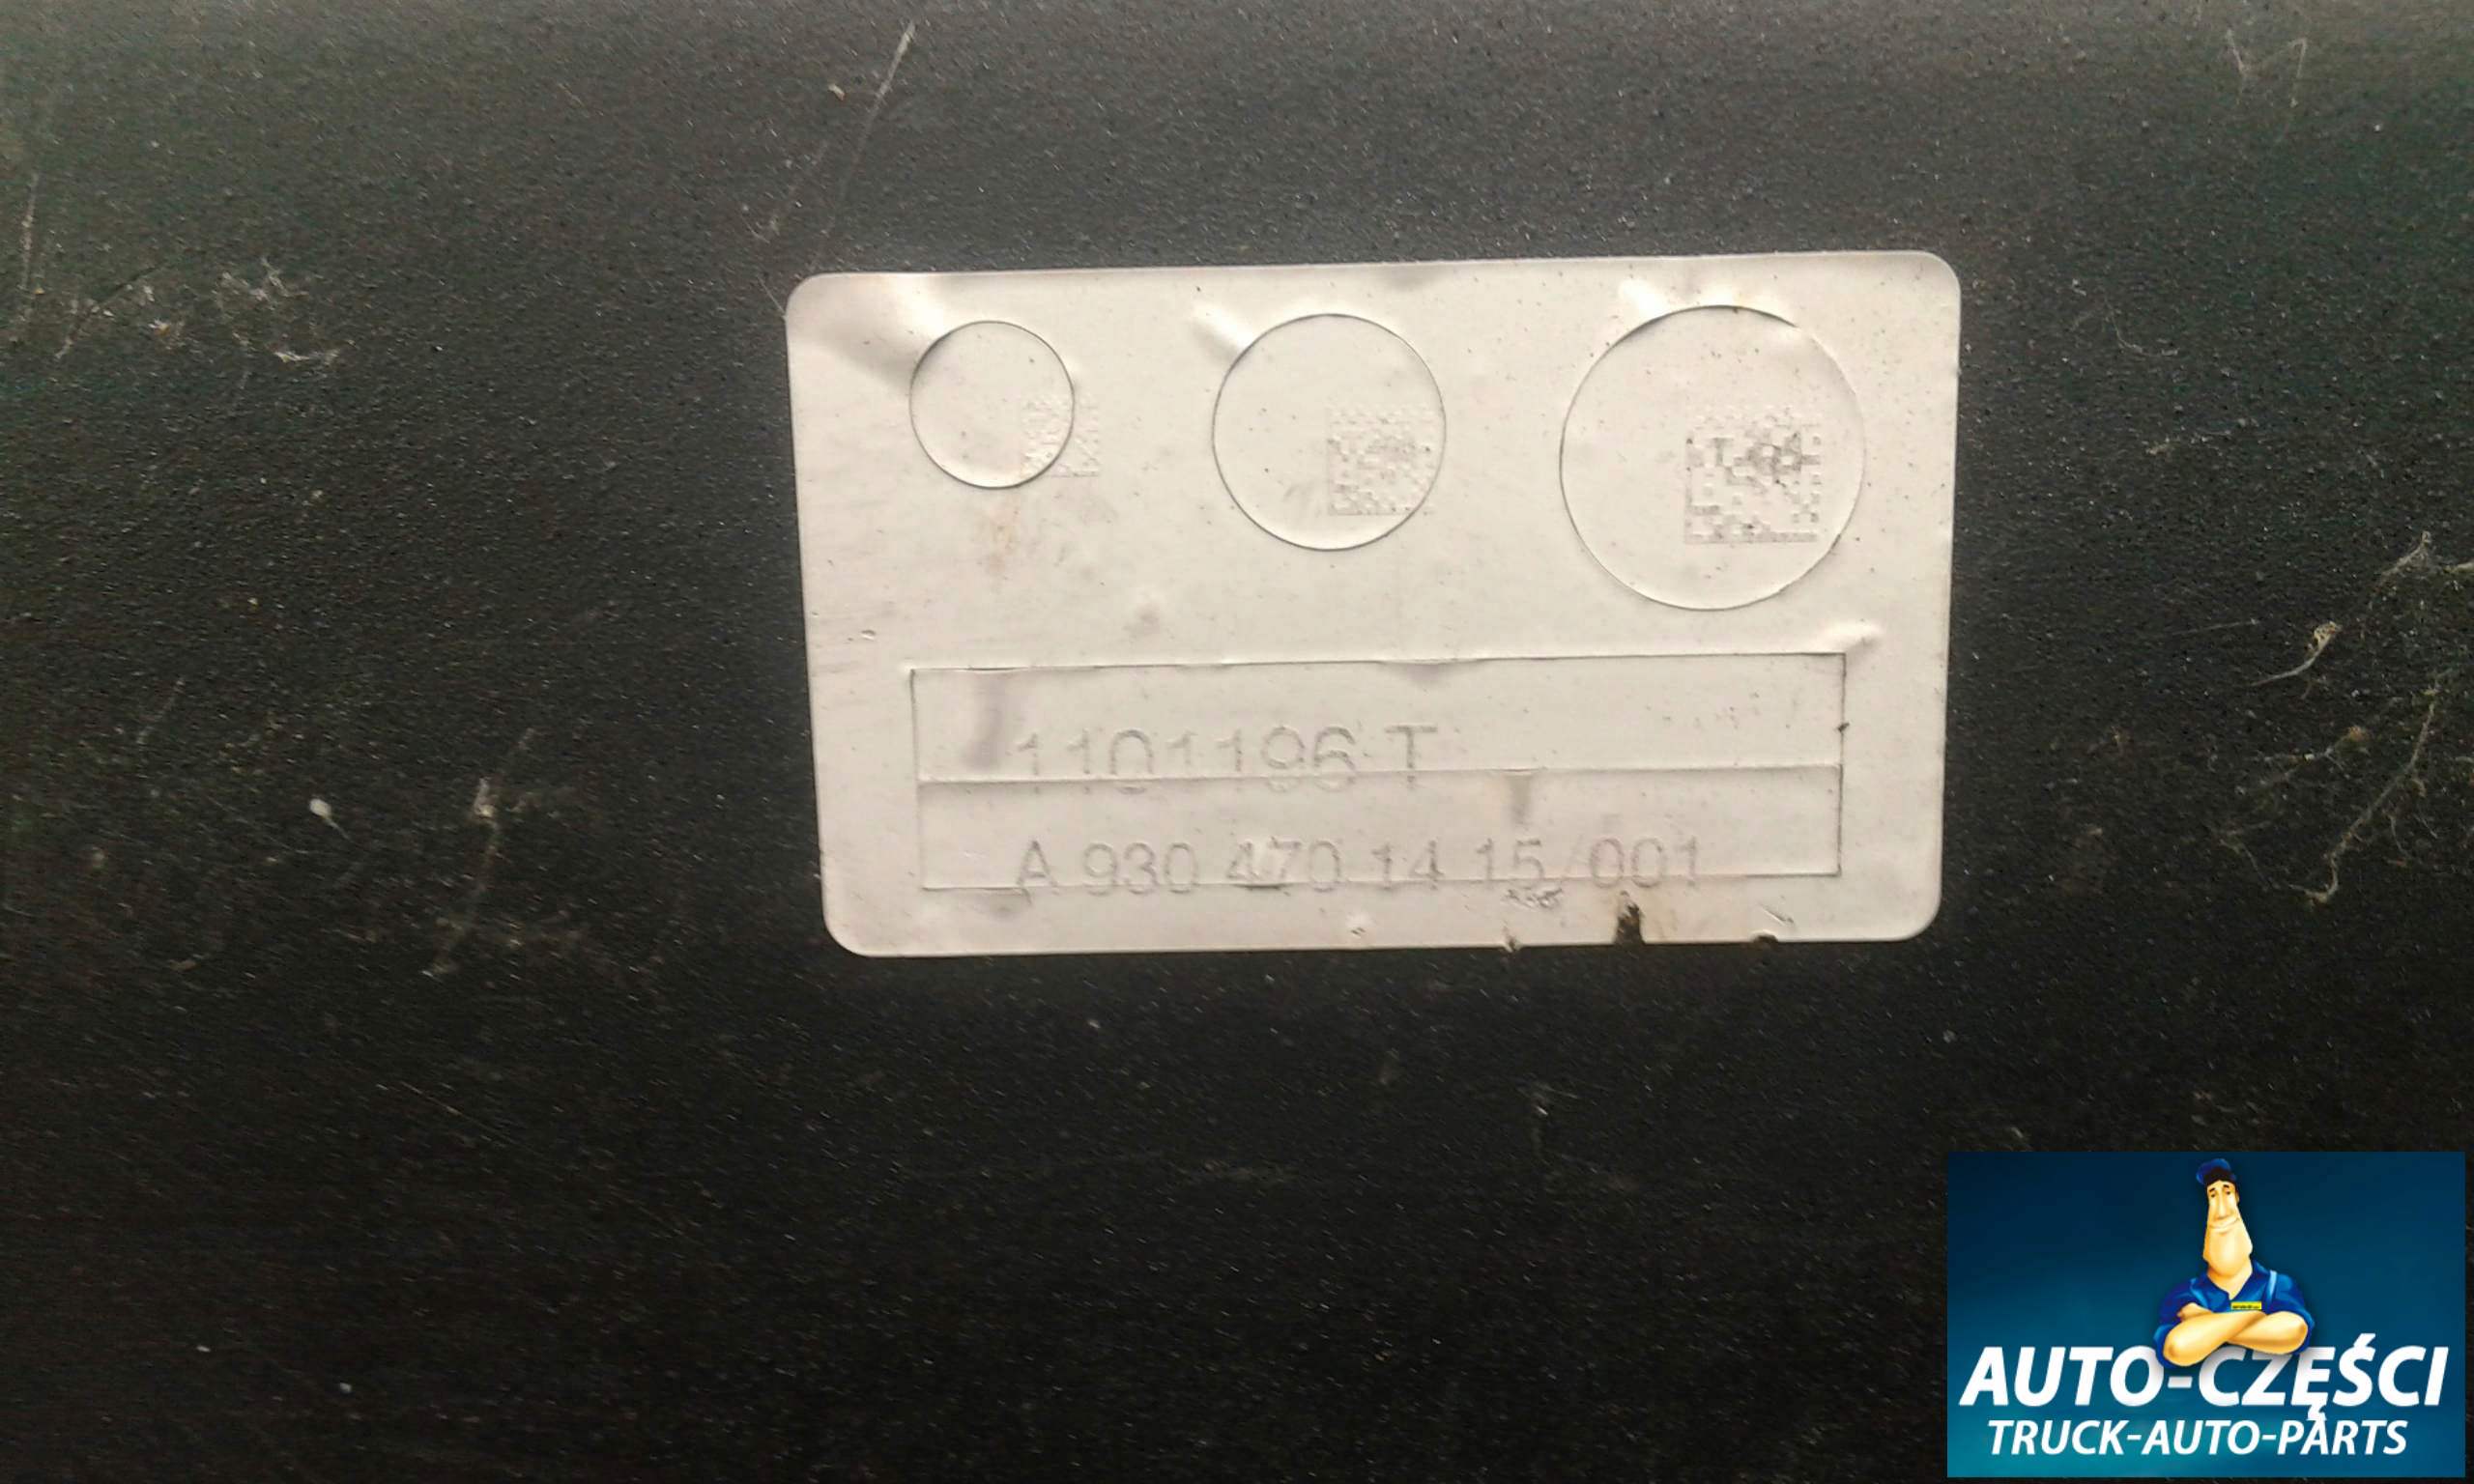 1101196 T
A 930 470 14 15/001
AUTO-CZĘŚCI
TRUCK-AUTO-PARTS